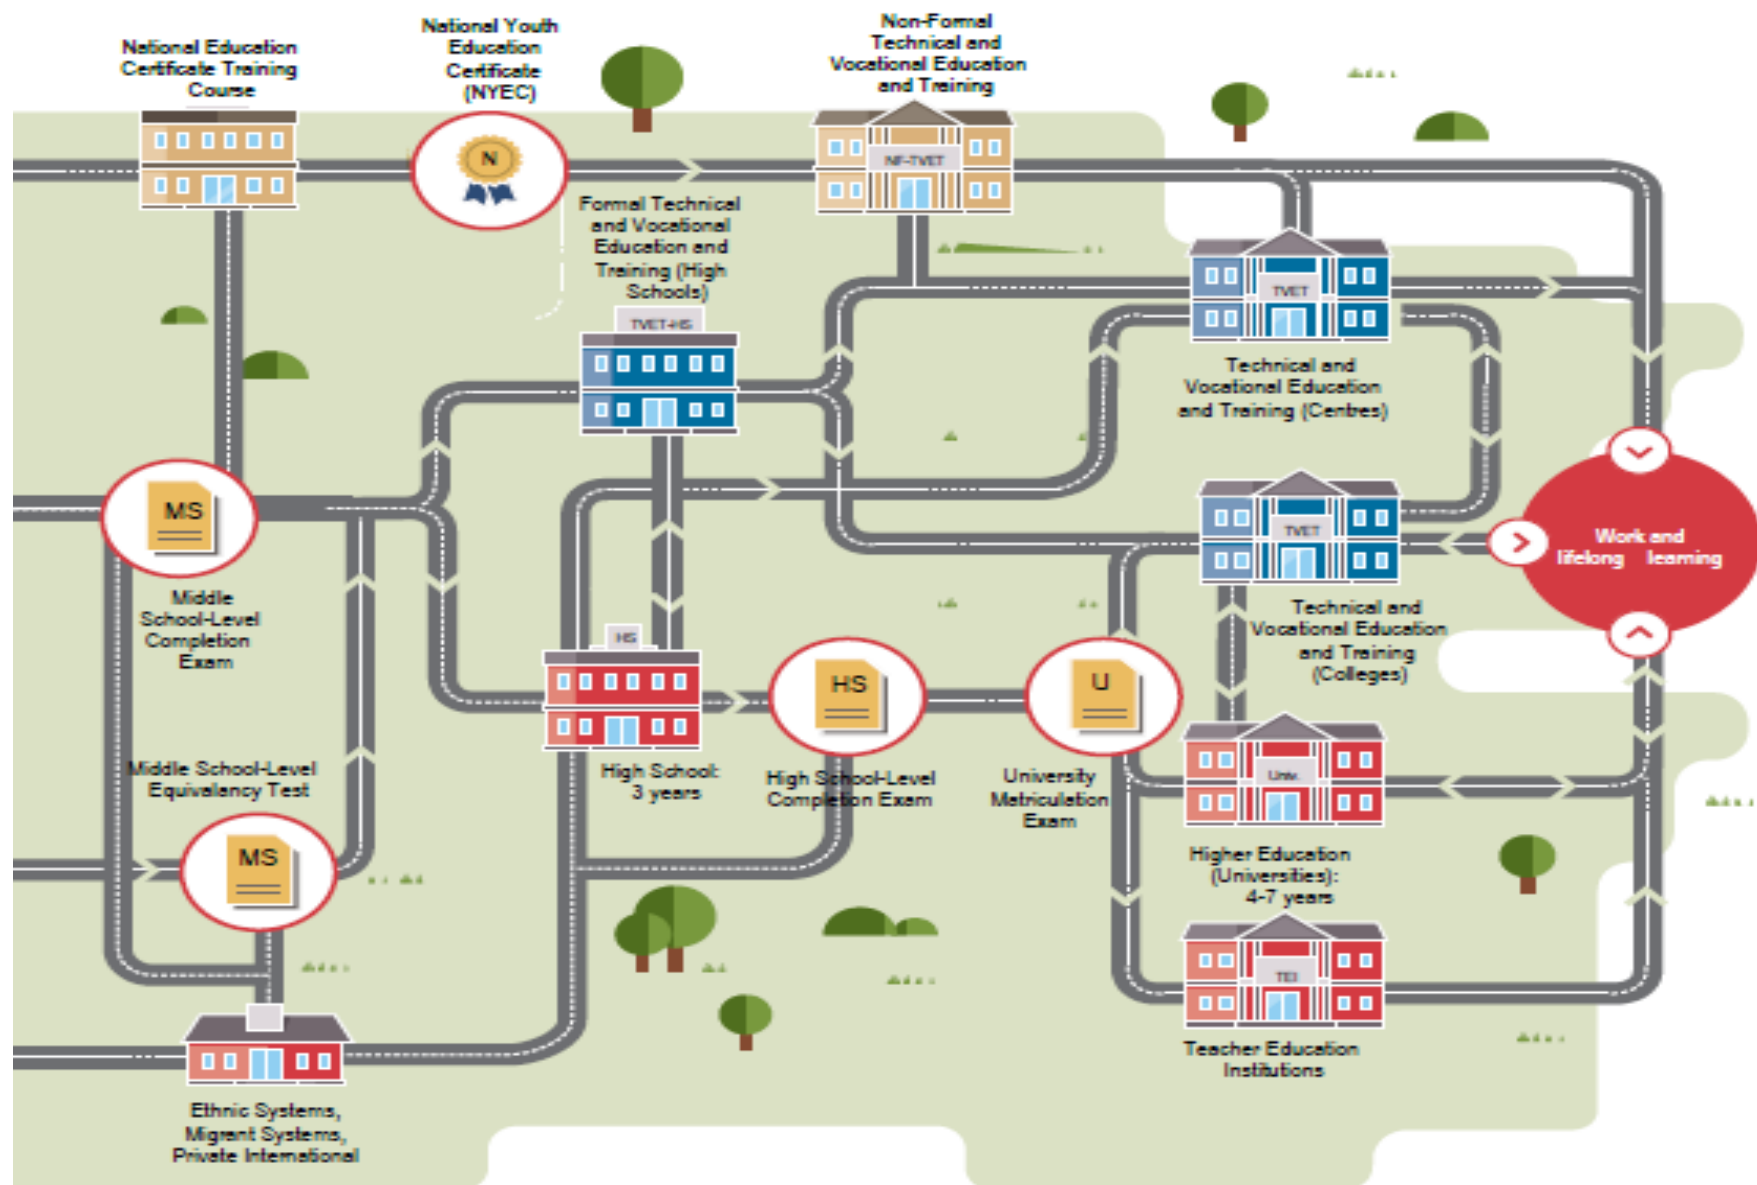 National Education
Certificate Training
Course
National Youth
Education
Certificate
(NYEC)
N
Non-Formal
Technical and
Vocational Education
and Training
NF-TVET
Formal Technical
and Vocational
Education and
Training (High
Schools)
TVET-HS
TVET
Technical and
Vocational Education
and Training (Centres)
MS
Middle
School-Level
Completion
Exam
TVET
Technical and
Vocational Education
and Training
(Colleges)
Work and
lifelong learning
HS
High School:
3 years
HS
High School-Level
Completion Exam
U
University
Matriculation
Exam
Middle School-Level
Equivalancy Test
MS
Univ.
Higher Education
(Universities):
4-7 years
TEI
Teacher Education
Institutions
Ethnic Systems,
Migrant Systems,
Private International